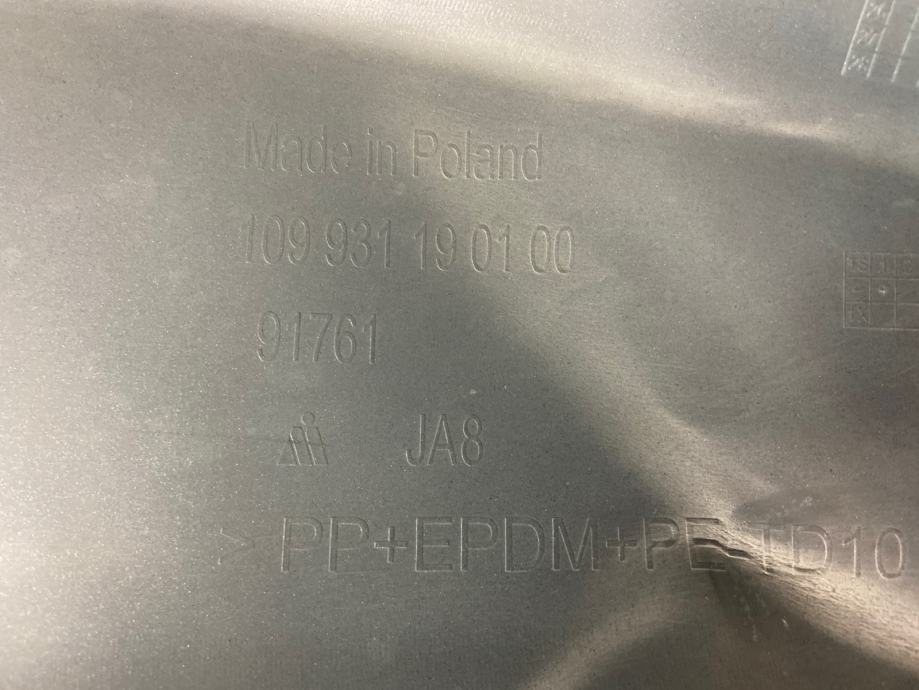 Made in Poland
109 931 19 01 00
91761
JA8
> PP+EPDM+PE-TD10